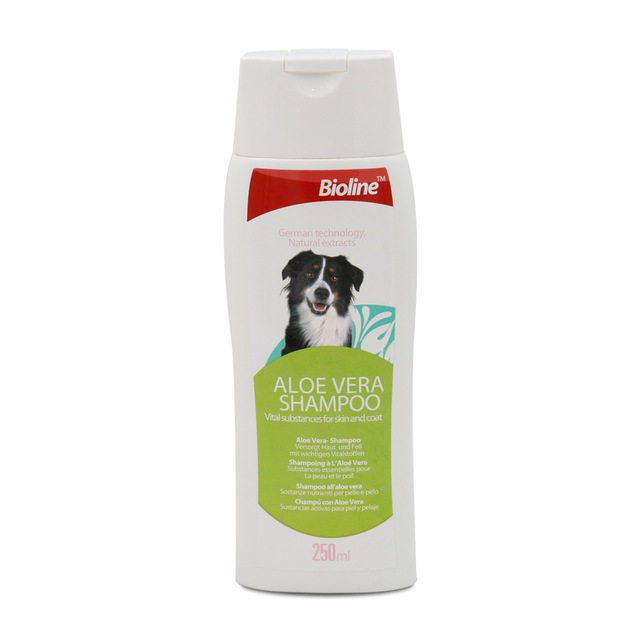 Bioline™
German technology,
Natural extracts
ALOE VERA
SHAMPOO
Vital substances for skin and coat
Aloe Vera- Shampoo
Versorgt Haut und Fell
mit wichtigen Vitalstoffen
Shampoing à L'Aloé Vera
Substances essentielles pour
La peau et le poil
Shampoo all'aloe vera
Sostanze nutrienti per pelle e pelo
Champú con Aloe Vera
Sustancias activas para piel y pelaje
250ml